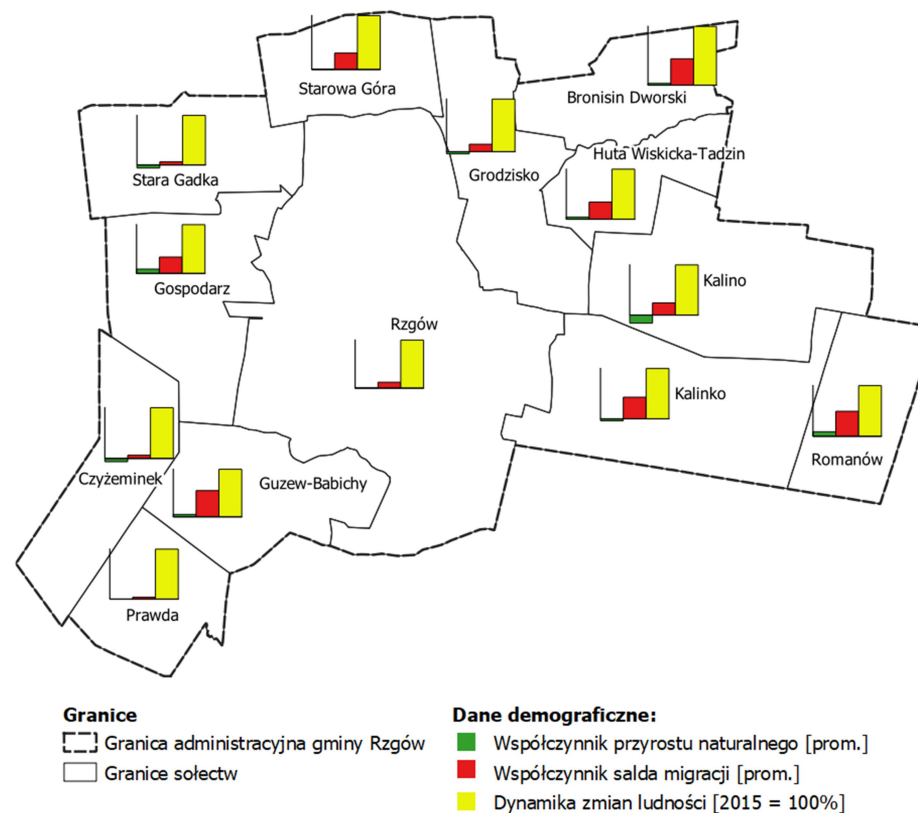 Starowa Góra
Bronisin Dworski
Stara Gadka
Grodzisko
Huta Wiskicka-Tadzin
Gospodarz
Kalino
Rzgów
Kalinko
Romanów
Czyżeminek
Guzew-Babichy
Prawda
Granice
Granica administracyjna gminy Rzgów
Granice sołectw
Dane demograficzne:
Współczynnik przyrostu naturalnego [prom.]
Współczynnik salda migracji [prom.]
Dynamika zmian ludności [2015 = 100%]